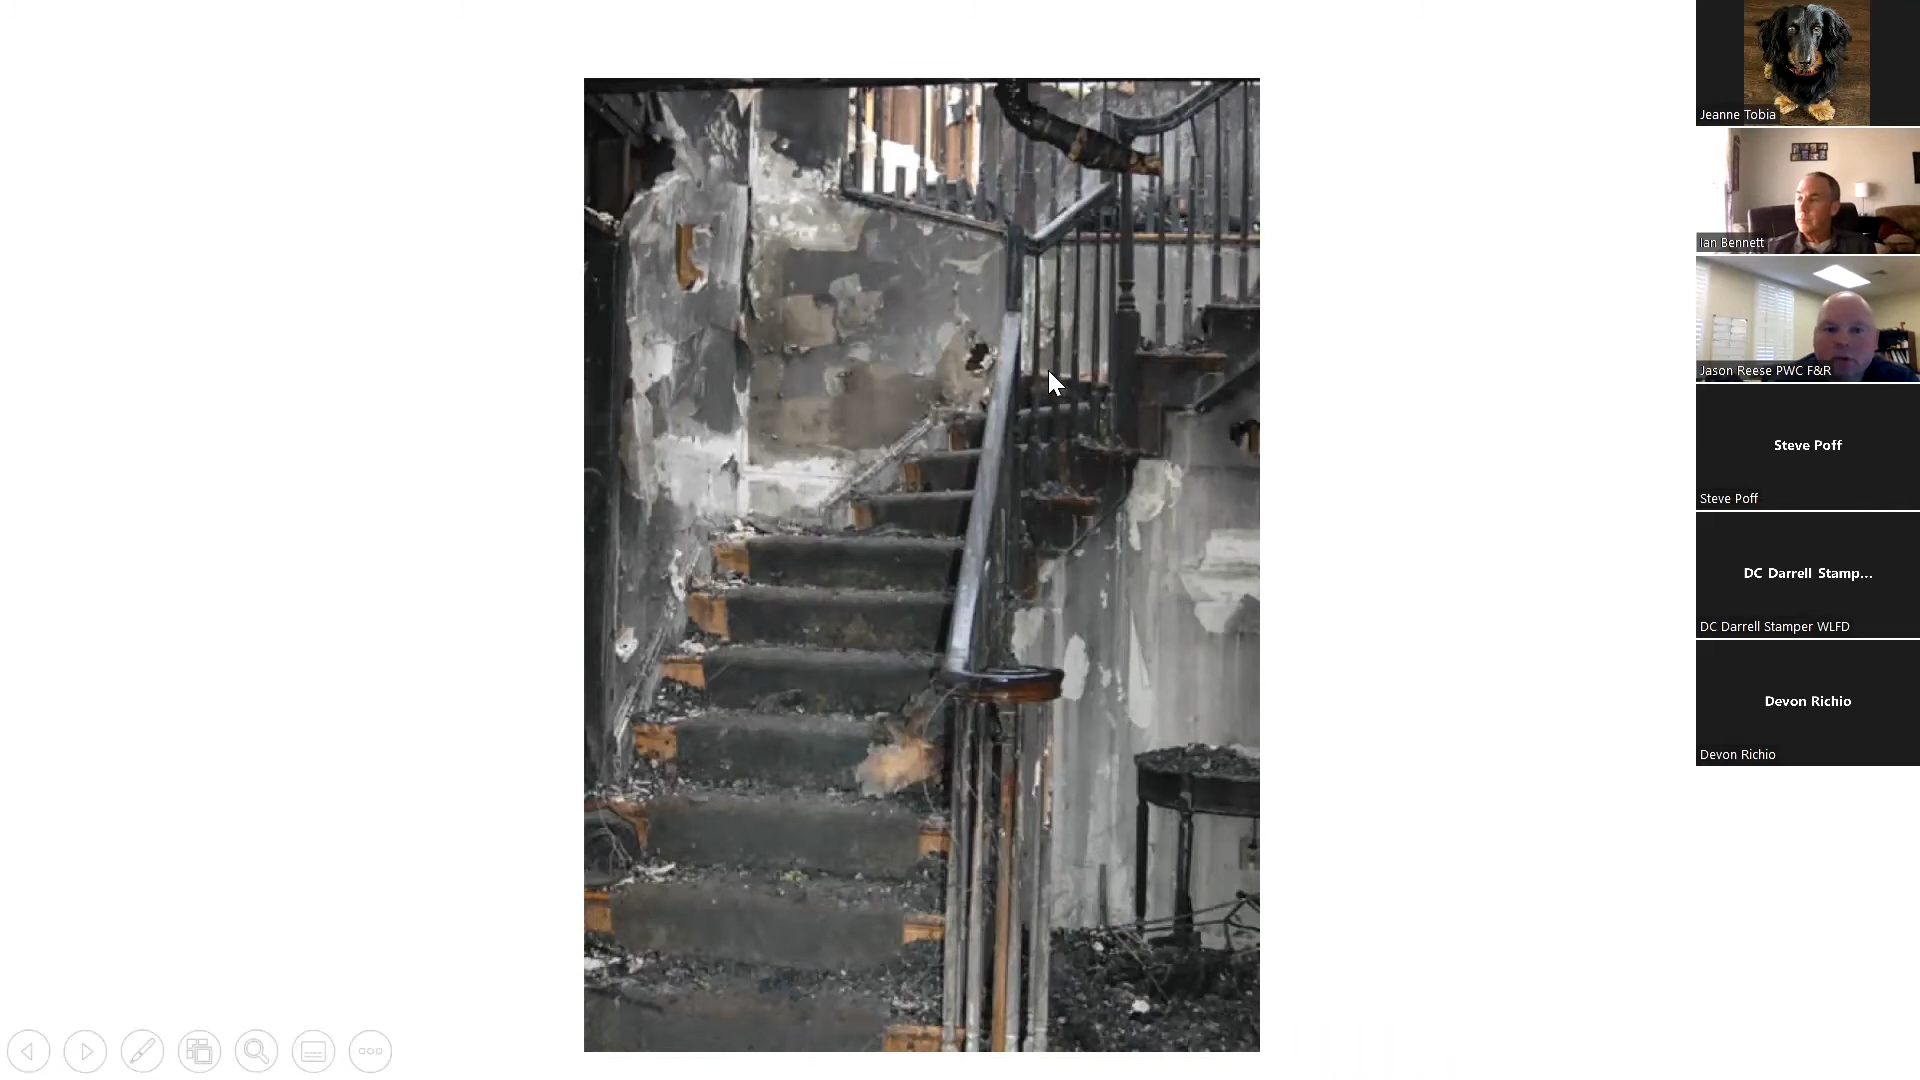 Jeanne Tobia
Ian Bennett
Jason Reese PWC F&R
Steve Poff
Steve Poff
DC Darrell Stamp...
DC Darrell Stamper WLFD
Devon Richio
Devon Richio